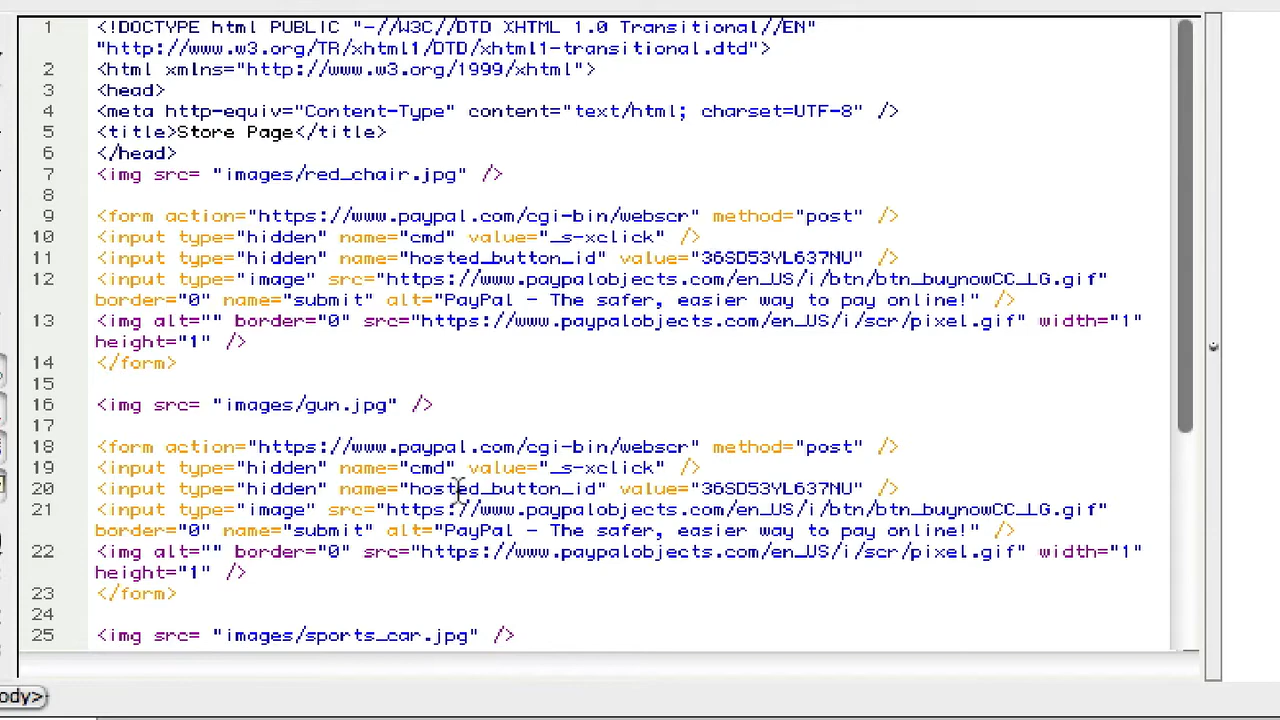 1 <!DOCTYPE html PUBLIC "-//W3C//DTD XHTML 1.0 Transitional//EN"
"http://www.w3.org/TR/xhtml1/DTD/xhtml1-transitional.dtd">
2 <html xmlns="http://www.w3.org/1999/xhtml">
3 <head>
4 <meta http-equiv="Content-Type" content="text/html; charset=UTF-8" />
5 <title>Store Page</title>
6 </head>
7 <img src= "images/red_chair.jpg" />
8
9 <form action="https://www.paypal.com/cgi-bin/webscr" method="post" />
10 <input type="hidden" name="cmd" value="_s-xclick" />
11 <input type="hidden" name="hosted_button_id" value="36SD53YL637NU" />
12 <input type="image" src="https://www.paypalobjects.com/en_US/i/btn/btn_buynowCC_LG.gif"
border="0" name="submit" alt="PayPal - The safer, easier way to pay online!" />
13 <img alt="" border="0" src="https://www.paypalobjects.com/en_US/i/scr/pixel.gif" width="1"
height="1" />
14 </form>
15
16 <img src= "images/gun.jpg" />
17
18 <form action="https://www.paypal.com/cgi-bin/webscr" method="post" />
19 <input type="hidden" name="cmd" value="_s-xclick" />
20 <input type="hidden" name="hosted_button_id" value="36SD53YL637NU" />
21 <input type="image" src="https://www.paypalobjects.com/en_US/i/btn/btn_buynowCC_LG.gif"
border="0" name="submit" alt="PayPal - The safer, easier way to pay online!" />
22 <img alt="" border="0" src="https://www.paypalobjects.com/en_US/i/scr/pixel.gif" width="1"
height="1" />
23 </form>
24
25 <img src= "images/sports_car.jpg" />
ody>